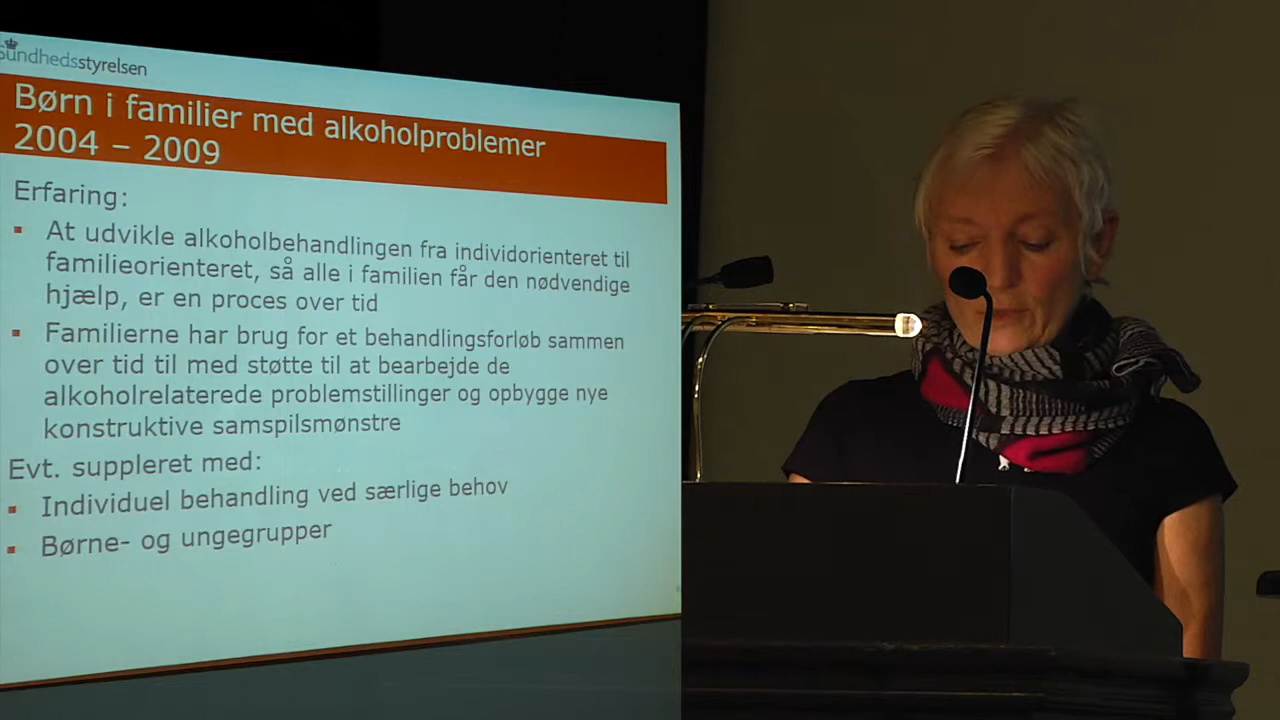 Sundhedsstyrelsen
Børn i familier med alkoholproblemer
2004 – 2009
Erfaring:
At udvikle alkoholbehandlingen fra individorienteret til
familieorienteret, så alle i familien får den nødvendige
hjælp, er en proces over tid
Familierne har brug for et behandlingsforløb sammen
over tid til med støtte til at bearbejde de
alkoholrelaterede problemstillinger og opbygge nye
konstruktive samspilsmønstre
Evt. suppleret med:
Individuel behandling ved særlige behov
Børne- og ungegrupper